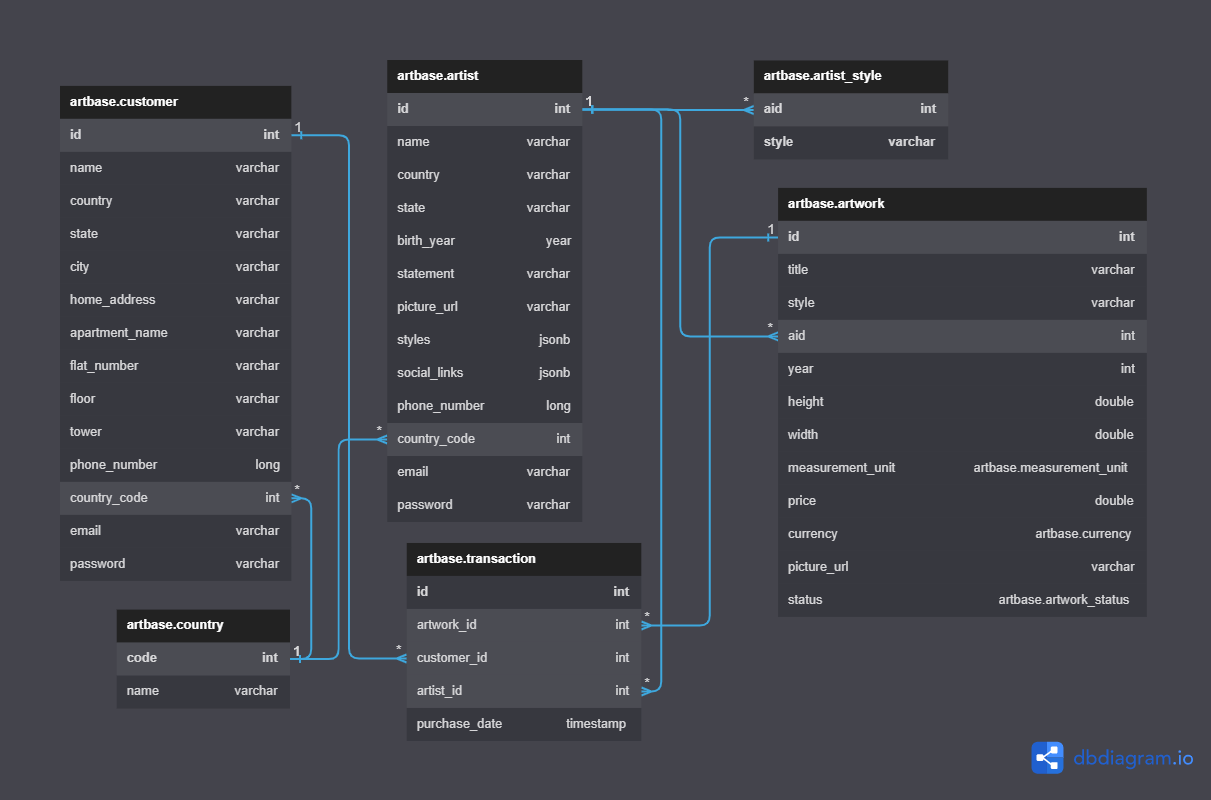 artbase.customer
id int
name varchar
country varchar
state varchar
city varchar
home_address varchar
apartment_name varchar
flat_number varchar
floor varchar
tower varchar
phone_number long
country_code int
email varchar
password varchar
1
*
artbase.country
code int
name varchar
1
artbase.artist
id int
name varchar
country varchar
state varchar
birth_year year
statement varchar
picture_url varchar
styles jsonb
social_links jsonb
phone_number long
country_code int
email varchar
password varchar
1
*
artbase.transaction
id int
artwork_id int
customer_id int
artist_id int
purchase_date timestamp
*
*
*
artbase.artist_style
aid int
style varchar
*
artbase.artwork
id int
title varchar
style varchar
aid int
year int
height double
width double
measurement_unit artbase.measurement_unit
price double
currency artbase.currency
picture_url varchar
status artbase.artwork_status
1
*
dbdiagram.io